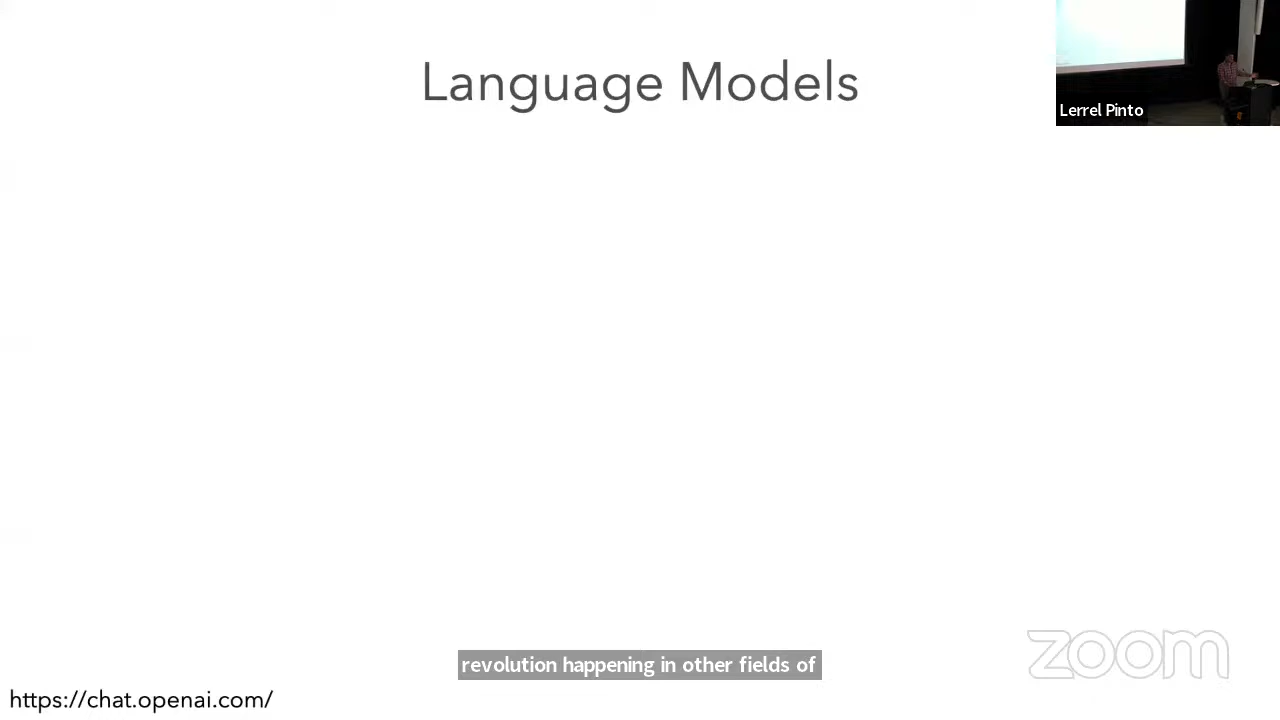 Language Models
Lerrel Pinto
revolution happening in other fields of
zoom
https://chat.openai.com/